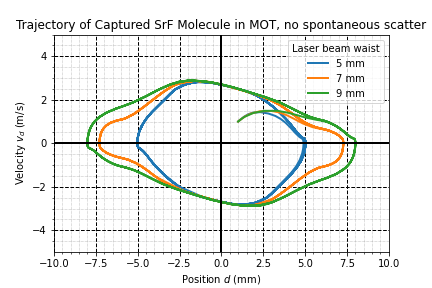 Trajectory of Captured SrF Molecule in MOT, no spontaneous scatter
Laser beam waist
5 mm
7 mm
9 mm
Velocity v_d (m/s)
4
2
0
−2
−4
−10.0 −7.5 −5.0 −2.5 0.0 2.5 5.0 7.5 10.0
Position d (mm)